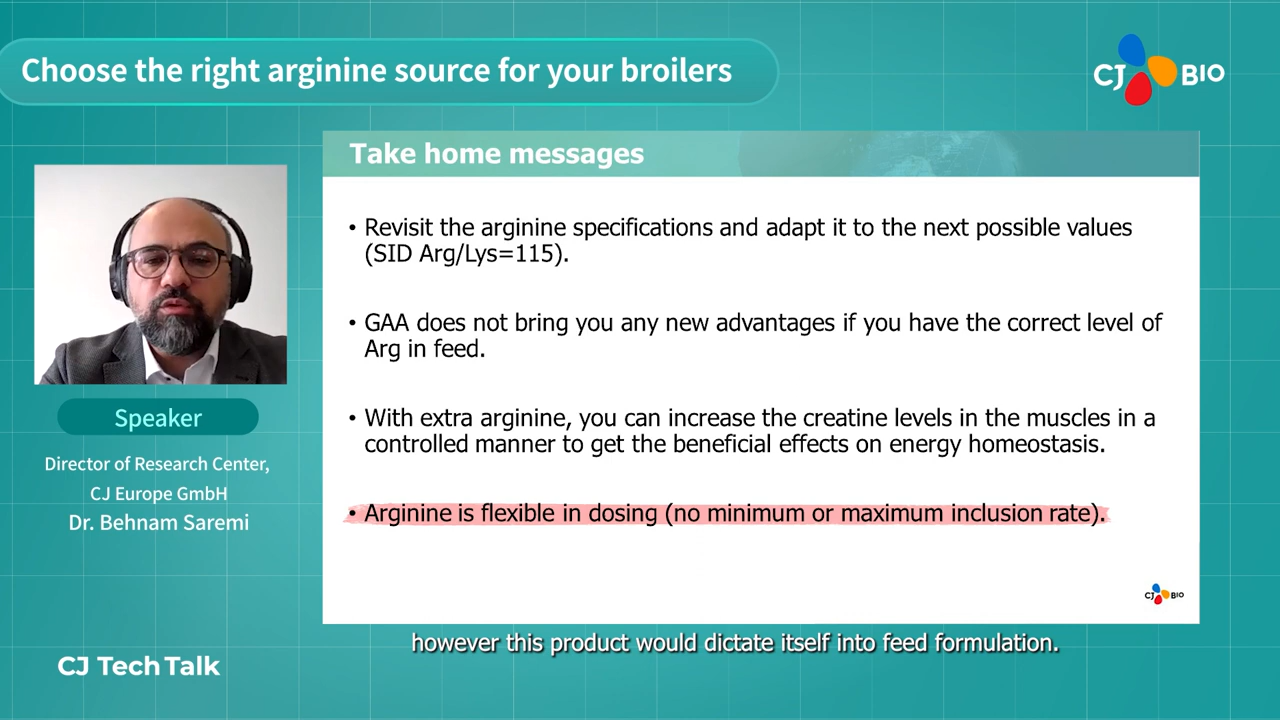 Choose the right arginine source for your broilers
CJ BIO
Take home messages
• Revisit the arginine specifications and adapt it to the next possible values
(SID Arg/Lys=115).
• GAA does not bring you any new advantages if you have the correct level of
Arg in feed.
• With extra arginine, you can increase the creatine levels in the muscles in a
controlled manner to get the beneficial effects on energy homeostasis.
• Arginine is flexible in dosing (no minimum or maximum inclusion rate).
CJ BIO
Speaker
Director of Research Center,
CJ Europe GmbH
Dr. Behnam Saremi
however this product would dictate itself into feed formulation.
CJ Tech Talk